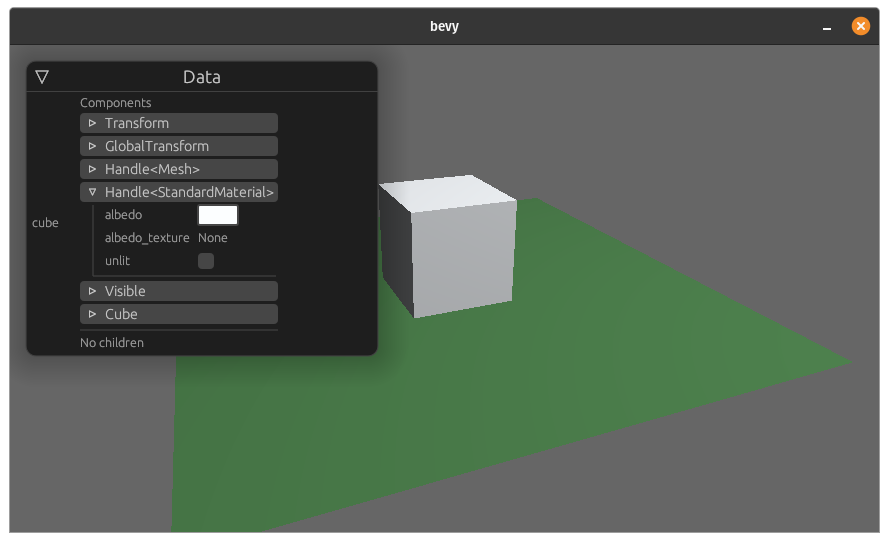 bevy
Data
Components
Transform
GlobalTransform
Handle<Mesh>
Handle<StandardMaterial>
albedo
cube
albedo_texture None
unlit
Visible
Cube
No children